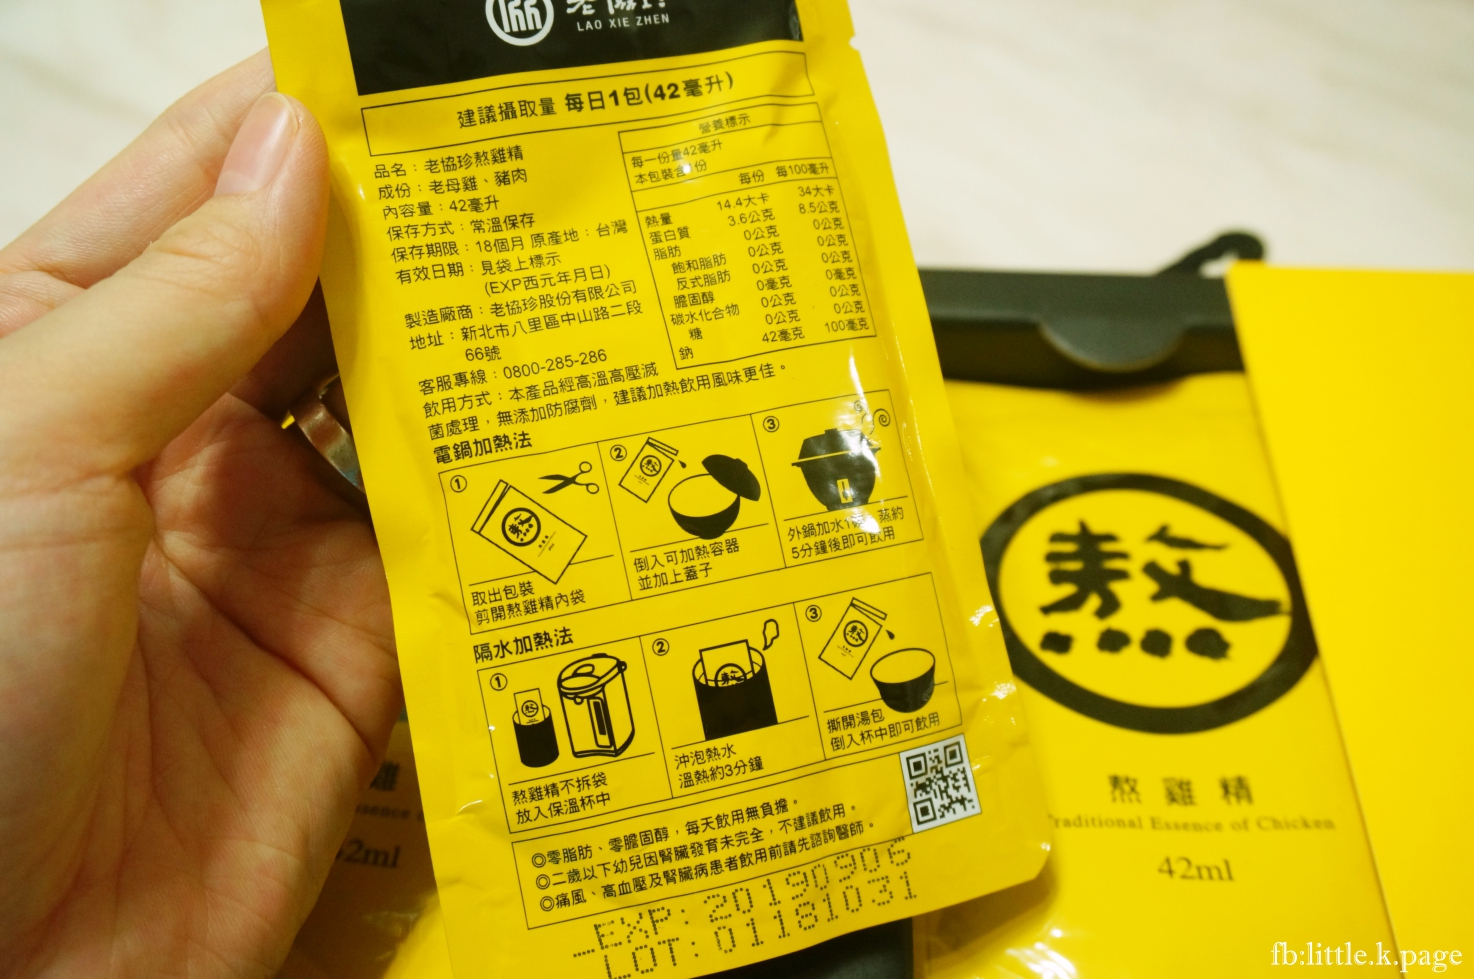 老協珍
LAO XIE ZHEN
建議攝取量 每日1包(42毫升)
品名：老協珍熬雞精
成份：老母雞、豬肉
內容量：42毫升
保存方式：常溫保存
保存期限：18個月 原產地：台灣
有效日期：見袋上標示
(EXP西元年月日)
製造廠商：老協珍股份有限公司
地址：新北市八里區中山路二段
66號
客服專線：0800-285-286
飲用方式：本產品經高溫高壓滅
菌處理，無添加防腐劑，建議加熱飲用風味更佳。
營養標示
每一份量42毫升
本包裝含 份
每份 每100毫升
熱量 14.4大卡 34大卡
蛋白質 3.6公克 8.5公克
脂肪 0公克 0公克
飽和脂肪 0公克 0公克
反式脂肪 0公克 0公克
膽固醇 0毫克 0毫克
碳水化合物 0公克 0公克
糖 0公克 0公克
鈉 42毫克 100毫克
電鍋加熱法
①
取出包裝
剪開熬雞精內袋
②
倒入可加熱容器
並加上蓋子
③
外鍋加水1 蒸約
5分鐘後即可飲用
隔水加熱法
①
熬雞精不拆袋
放入保溫杯中
②
沖泡熱水
溫熱約3分鐘
③
撕開湯包
倒入杯中即可飲用
◎零脂肪、零膽固醇，每天飲用無負擔。
◎二歲以下幼兒因腎臟發育未完全，不建議飲用。
◎痛風、高血壓及腎臟病患者飲用前請先諮詢醫師。
EXP: 20190906
LOT: 01181031
熬
熬雞精
Traditional Essence of Chicken
42ml
雞
42ml
fb:little.k.page